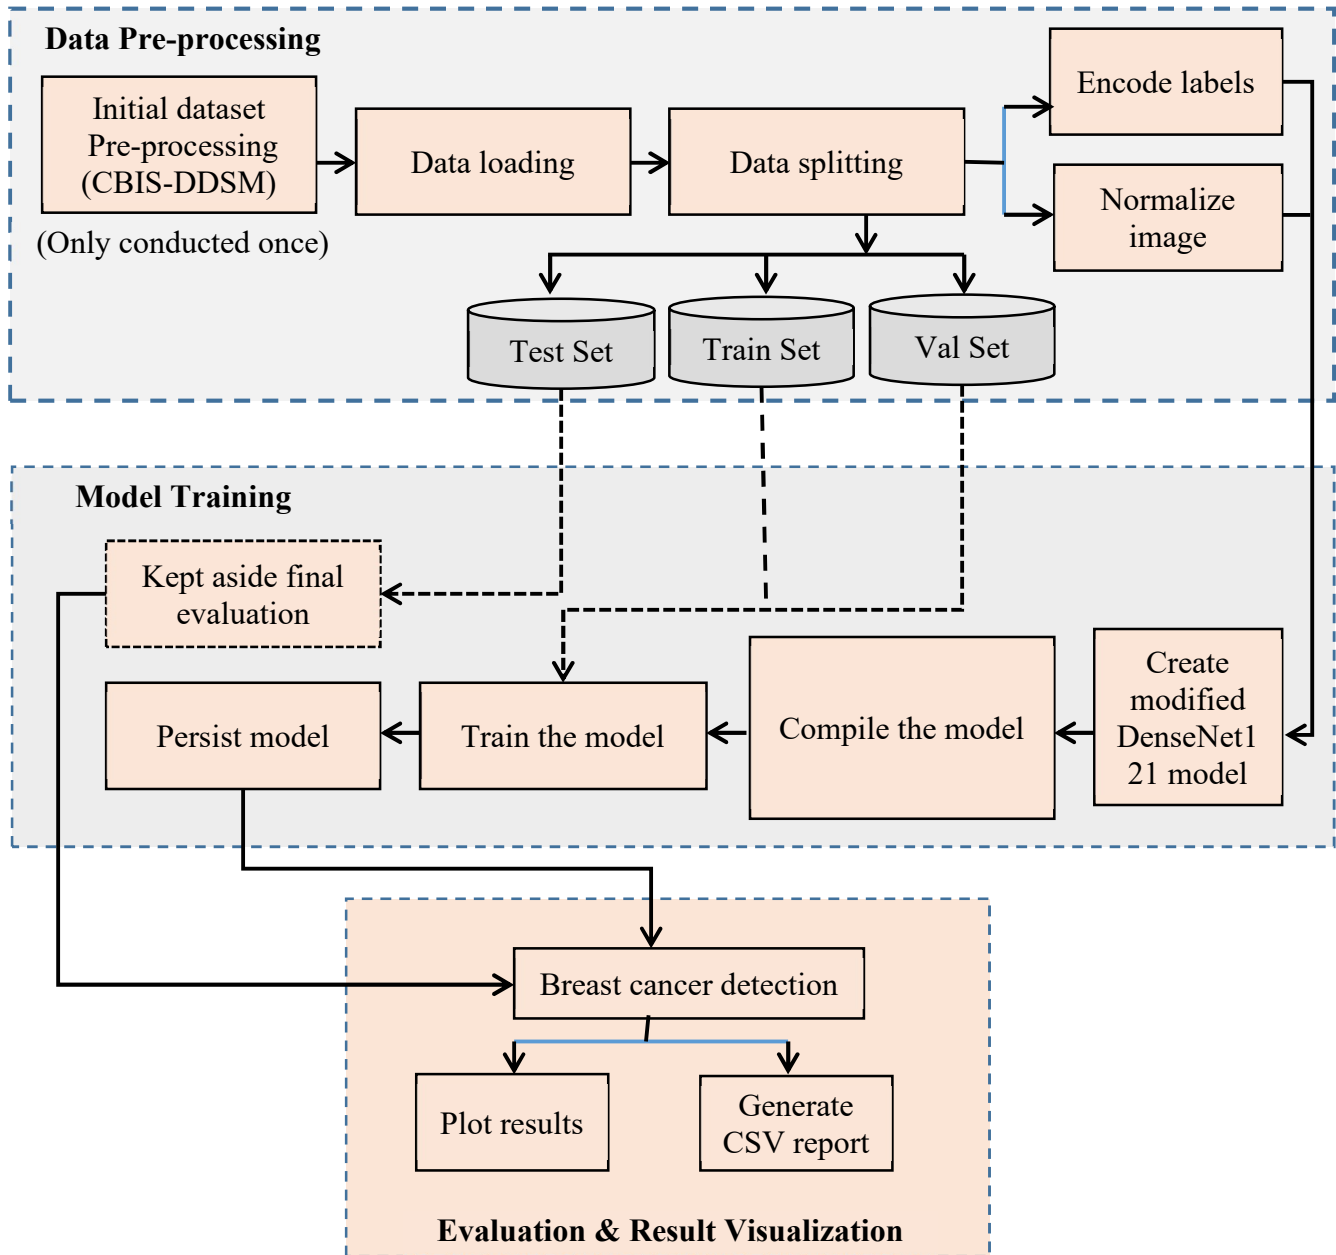 Data Pre-processing
Initial dataset
Pre-processing
(CBIS-DDSM)
(Only conducted once)
Data loading
Data splitting
Encode labels
Normalize
image
Test Set
Train Set
Val Set
Model Training
Kept aside final
evaluation
Persist model
Train the model
Compile the model
Create
modified
DenseNet1
21 model
Breast cancer detection
Plot results
Generate
CSV report
Evaluation & Result Visualization